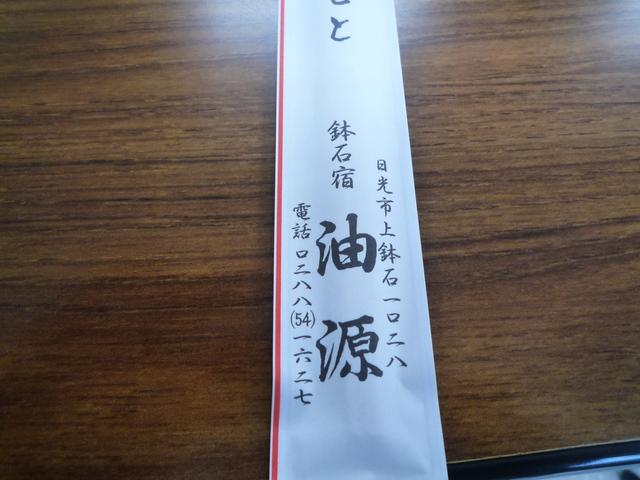 と
日光市上鉢石一〇二八
鉢石宿
油源
電話〇二八八(54)一六二七